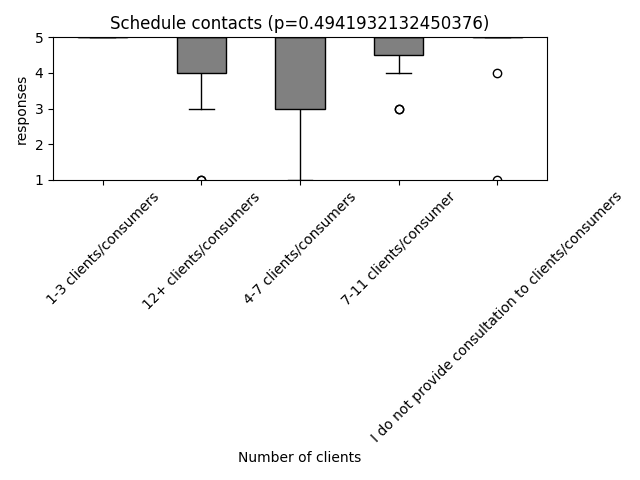 Schedule contacts (p=0.4941932132450376)
responses
5
4
3
2
1
1-3 clients/consumers
12+ clients/consumers
4-7 clients/consumers
7-11 clients/consumer
I do not provide consultation to clients/consumers
Number of clients